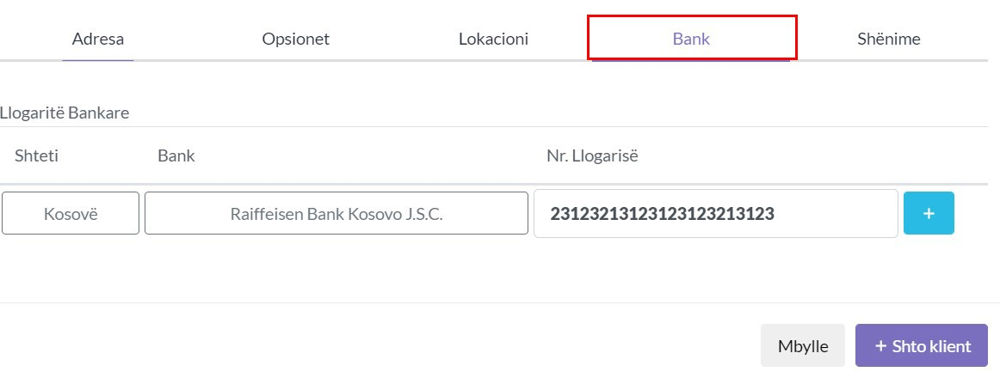 Adresa Opsionet Lokacioni Bank Shënime
Llogaritë Bankare
Shteti Bank Nr. Llogarisë
Kosovë Raiffeisen Bank Kosovo J.S.C. 23123213123123123213123 +
Mbylle + Shto klient